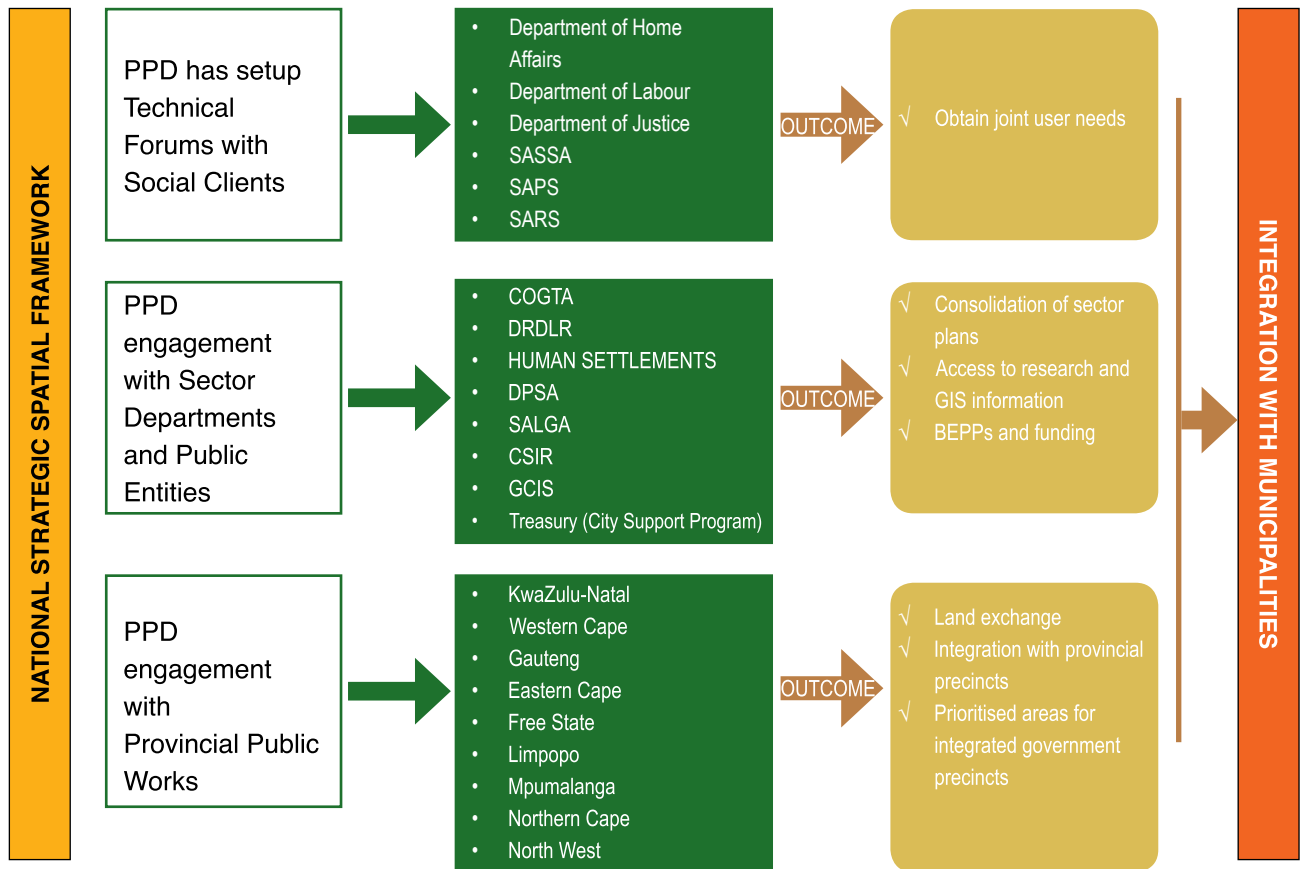 NATIONAL STRATEGIC SPATIAL FRAMEWORK
PPD has setup
Technical
Forums with
Social Clients
• Department of Home
Affairs
• Department of Labour
• Department of Justice
• SASSA
• SAPS
• SARS
OUTCOME
√ Obtain joint user needs
PPD
engagement
with Sector
Departments
and Public
Entities
• COGTA
• DRDLR
• HUMAN SETTLEMENTS
• DPSA
• SALGA
• CSIR
• GCIS
• Treasury (City Support Program)
OUTCOME
√ Consolidation of sector
plans
√ Access to research and
GIS information
√ BEPPs and funding
PPD
engagement
with
Provincial Public
Works
• KwaZulu-Natal
• Western Cape
• Gauteng
• Eastern Cape
• Free State
• Limpopo
• Mpumalanga
• Northern Cape
• North West
OUTCOME
√ Land exchange
√ Integration with provincial
precincts
√ Prioritised areas for
integrated government
precincts
INTEGRATION WITH MUNICIPALITIES